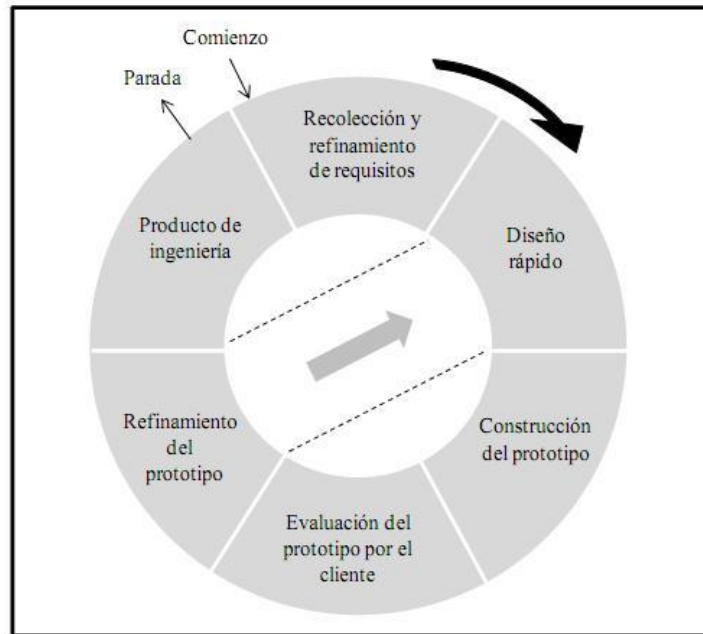 Comienzo
Parada
Recolección y
refinamiento
de requisitos
Diseño
rápido
Construcción
del prototipo
Evaluación del
prototipo por el
cliente
Refinamiento
del
prototipo
Producto de
ingeniería